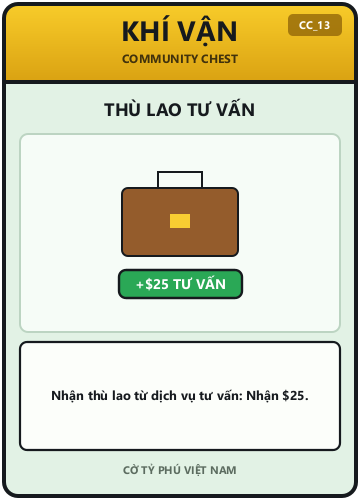 KHÍ VẬN
CC_13
COMMUNITY CHEST
THÙ LAO TƯ VẤN
+$25 TƯ VẤN
Nhận thù lao từ dịch vụ tư vấn: Nhận $25.
CỜ TỶ PHÚ VIỆT NAM